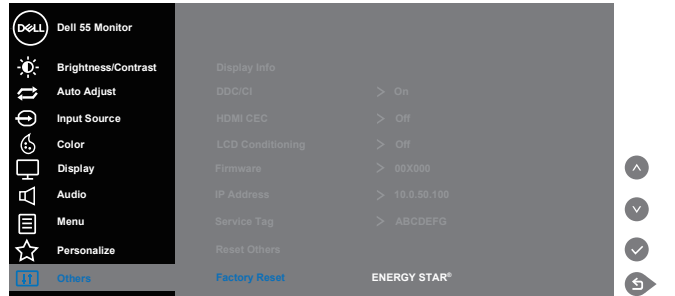 DELL Dell 55 Monitor
Brightness/Contrast Display Info
Auto Adjust DDC/CI > On
Input Source HDMI CEC > Off
Color LCD Conditioning > Off
Display Firmware > 00X000
Audio IP Address > 10.0.50.100
Menu Service Tag > ABCDEFG
Personalize Reset Others
Others Factory Reset ENERGY STAR®